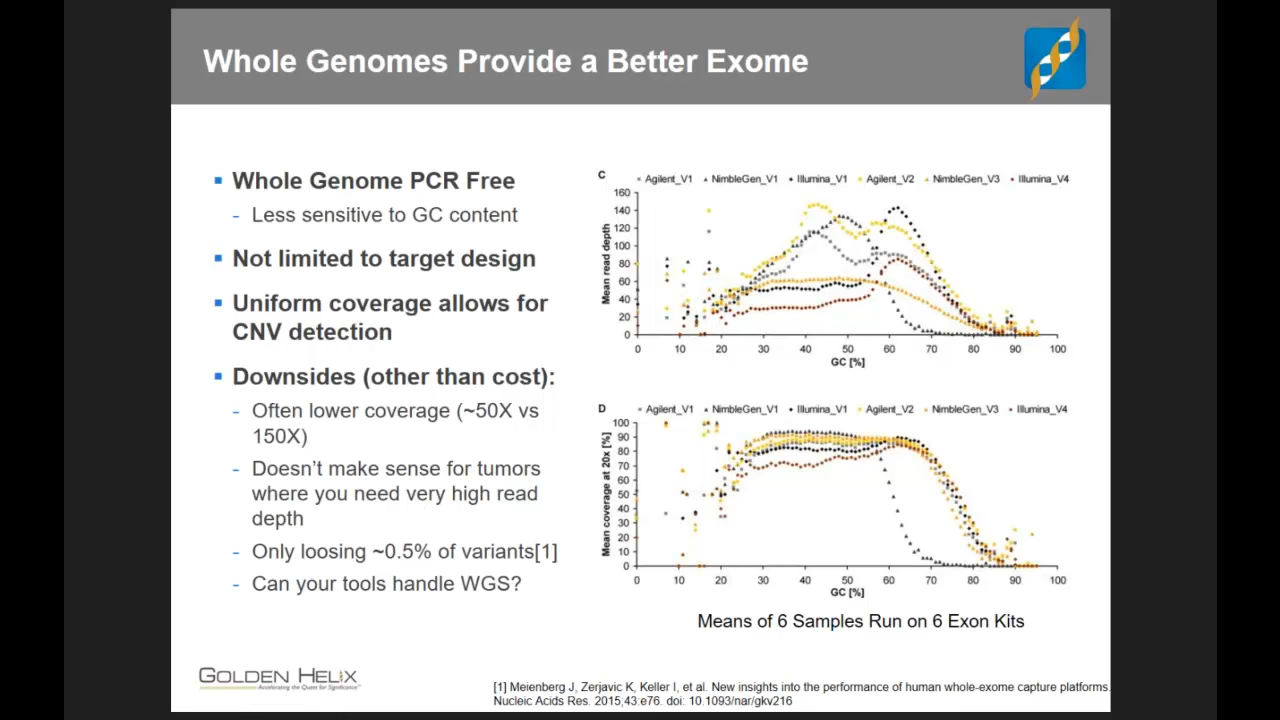 Whole Genomes Provide a Better Exome
▪ Whole Genome PCR Free
- Less sensitive to GC content
▪ Not limited to target design
▪ Uniform coverage allows for
CNV detection
▪ Downsides (other than cost):
- Often lower coverage (~50X vs
150X)
- Doesn't make sense for tumors
where you need very high read
depth
- Only loosing ~0.5% of variants[1]
- Can your tools handle WGS?
C
Agilent_V1 NimbleGen_V1 Illumina_V1 Agilent_V2 NimbleGen_V3 Illumina_V4
Mean read depth
160
140
120
100
80
60
40
20
0
0 10 20 30 40 50 60 70 80 90 100
GC [%]
D
Agilent_V1 NimbleGen_V1 Illumina_V1 Agilent_V2 NimbleGen_V3 Illumina_V4
Mean coverage at 20x [%]
100
90
80
70
60
50
40
30
20
10
0
0 10 20 30 40 50 60 70 80 90 100
GC [%]
Means of 6 Samples Run on 6 Exon Kits
GOLDEN HELIX
Accelerating the Quest for Significance™
[1] Meienberg J, Zerjavic K, Keller I, et al. New insights into the performance of human whole-exome capture platforms.
Nucleic Acids Res. 2015;43:e76. doi: 10.1093/nar/gkv216